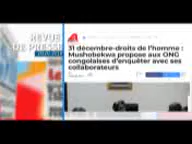 REVUE
DE PRESSE
31 décembre-droits de l'homme :
Mushobekwa propose aux ONG
congolaises d'enquêter avec ses
collaborateurs